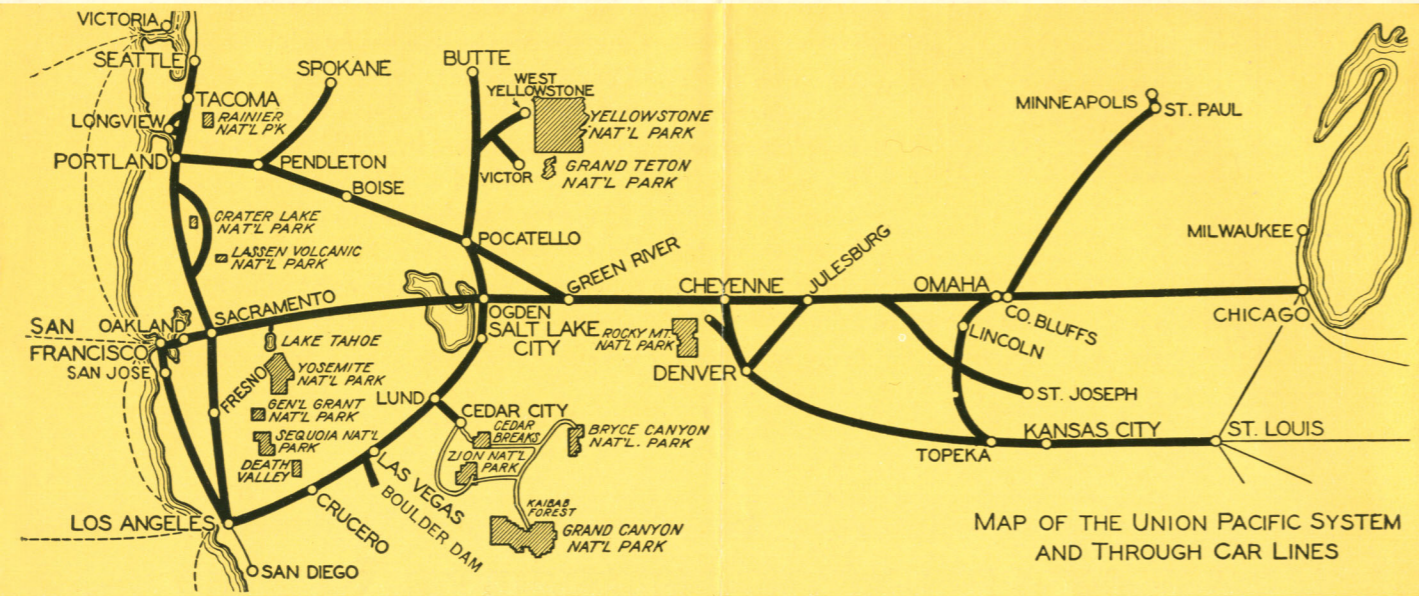 VICTORIA
SEATTLE
TACOMA
RAINIER
NAT'L P'K
LONGVIEW
PORTLAND
SPOKANE
PENDLETON
BOISE
BUTTE
WEST
YELLOWSTONE
YELLOWSTONE
NAT'L PARK
VICTOR
GRAND TETON
NAT'L PARK
CRATER LAKE
NAT'L PARK
LASSEN VOLCANIC
NAT'L PARK
POCATELLO
GREEN RIVER
SACRAMENTO
OAKLAND
SAN
FRANCISCO
SAN JOSE
LAKE TAHOE
YOSEMITE
NAT'L PARK
FRESNO
GEN'L GRANT
NAT'L PARK
SEQUOIA NAT'L
PARK
DEATH
VALLEY
OGDEN
SALT LAKE
CITY
LUND
CEDAR CITY
CEDAR
BREAKS
ZION NAT'L
PARK
BRYCE CANYON
NAT'L. PARK
KAIBAB
FOREST
GRAND CANYON
NAT'L PARK
LAS VEGAS
BOULDER DAM
CRUCERO
LOS ANGELES
SAN DIEGO
CHEYENNE
JULESBURG
ROCKY MT.
NAT'L PARK
DENVER
OMAHA
CO. BLUFFS
LINCOLN
ST. JOSEPH
KANSAS CITY
TOPEKA
ST. LOUIS
MINNEAPOLIS
ST. PAUL
MILWAUKEE
CHICAGO
MAP OF THE UNION PACIFIC SYSTEM
AND THROUGH CAR LINES